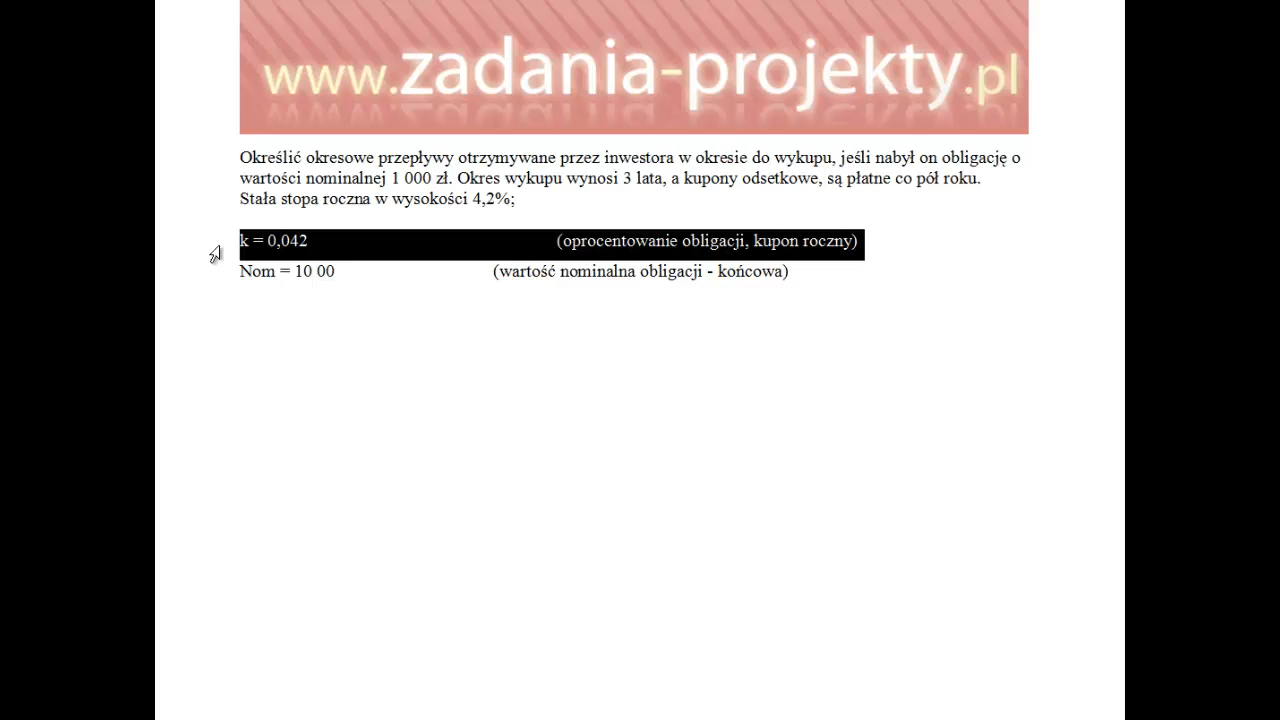 www.zadania-projekty.pl
Określić okresowe przepływy otrzymywane przez inwestora w okresie do wykupu, jeśli nabył on obligację o
wartości nominalnej 1 000 zł. Okres wykupu wynosi 3 lata, a kupony odsetkowe, są płatne co pół roku.
Stała stopa roczna w wysokości 4,2%;
k = 0,042 (oprocentowanie obligacji, kupon roczny)
Nom = 10 00 (wartość nominalna obligacji - końcowa)